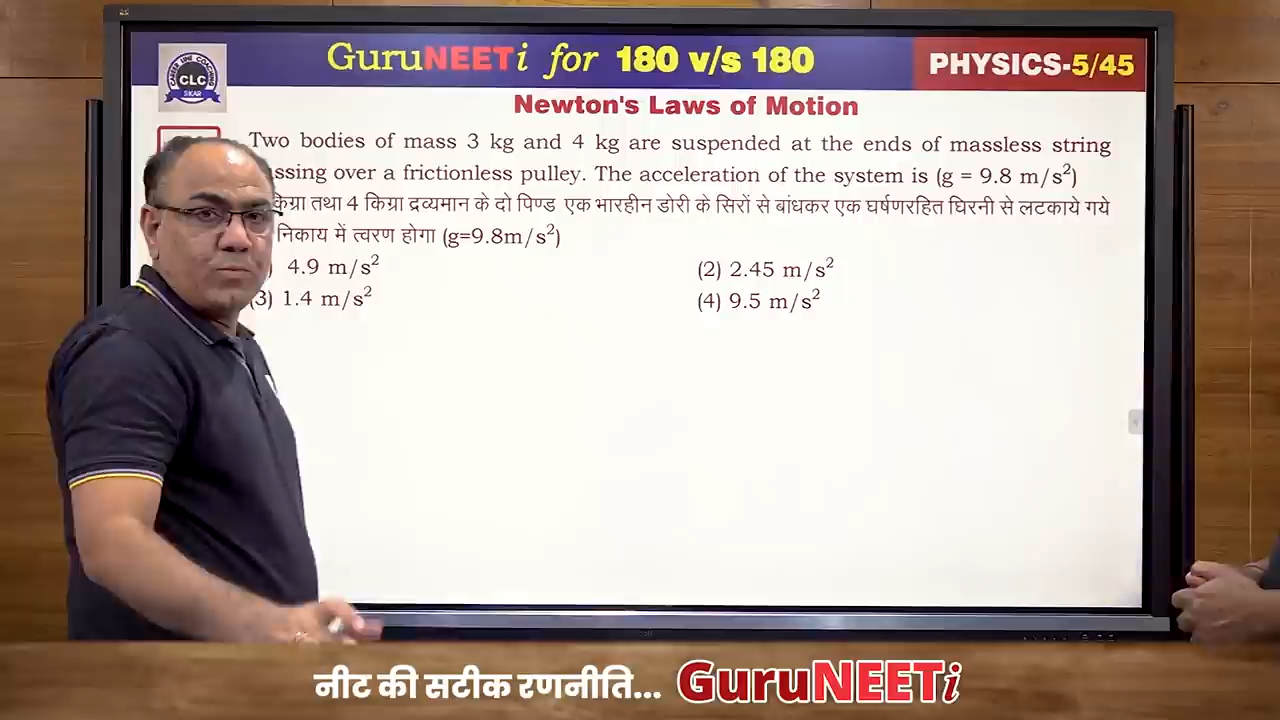 CAREER LINE COACHING
CLC
SIKAR
GuruNEETi for 180 v/s 180
PHYSICS-5/45
Newton's Laws of Motion
Two bodies of mass 3 kg and 4 kg are suspended at the ends of massless string
ssing over a frictionless pulley. The acceleration of the system is (g = 9.8 m/s²)
किग्रा तथा 4 किग्रा द्रव्यमान के दो पिण्ड एक भारहीन डोरी के सिरों से बांधकर एक घर्षणरहित घिरनी से लटकाये गये
निकाय में त्वरण होगा (g=9.8m/s²)
) 4.9 m/s²
(2) 2.45 m/s²
(3) 1.4 m/s²
(4) 9.5 m/s²
नीट की सटीक रणनीति... GuruNEETi